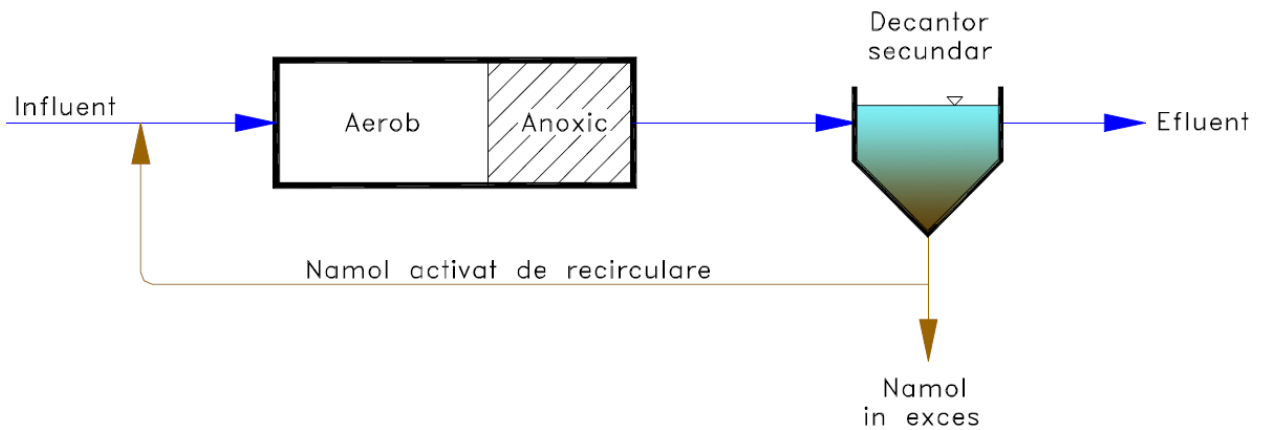 Decantor
secundar
Influent
Aerob
Anoxic
Efluent
Namol activat de recirculare
Namol
in exces